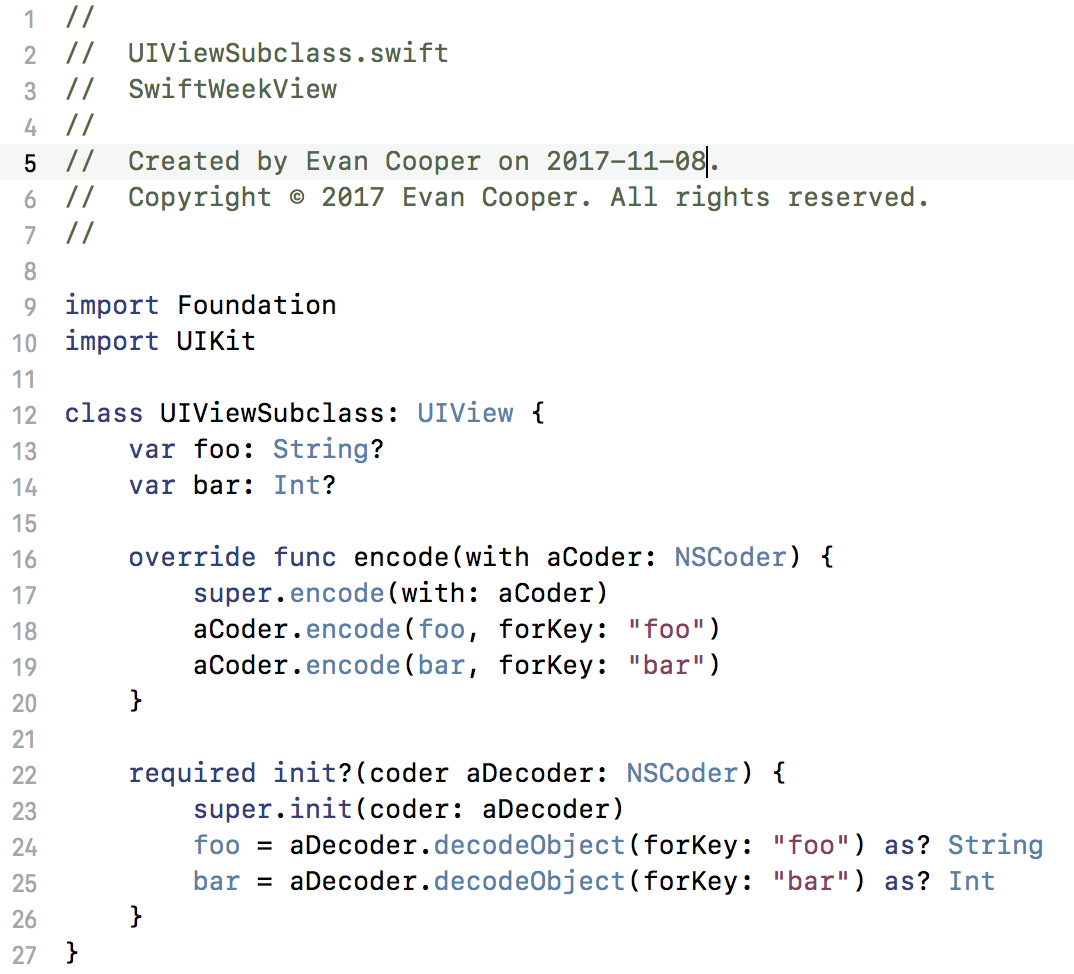 1 //
2 //  UIViewSubclass.swift
3 //  SwiftWeekView
4 //
5 //  Created by Evan Cooper on 2017-11-08.
6 //  Copyright © 2017 Evan Cooper. All rights reserved.
7 //
8
9 import Foundation
10 import UIKit
11
12 class UIViewSubclass: UIView {
13     var foo: String?
14     var bar: Int?
15
16     override func encode(with aCoder: NSCoder) {
17         super.encode(with: aCoder)
18         aCoder.encode(foo, forKey: "foo")
19         aCoder.encode(bar, forKey: "bar")
20     }
21
22     required init?(coder aDecoder: NSCoder) {
23         super.init(coder: aDecoder)
24         foo = aDecoder.decodeObject(forKey: "foo") as? String
25         bar = aDecoder.decodeObject(forKey: "bar") as? Int
26     }
27 }